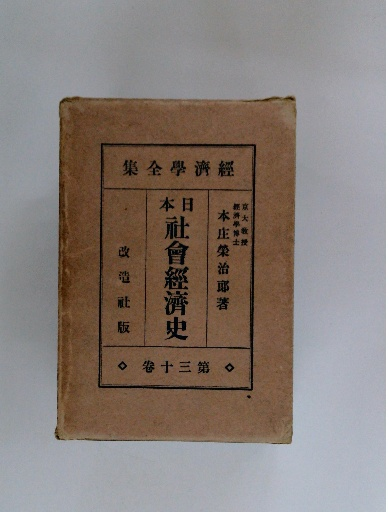 經濟學全集
京大教授
經濟學博士
本庄榮治郎著
日本
社會經濟史
改造社版
第三十卷